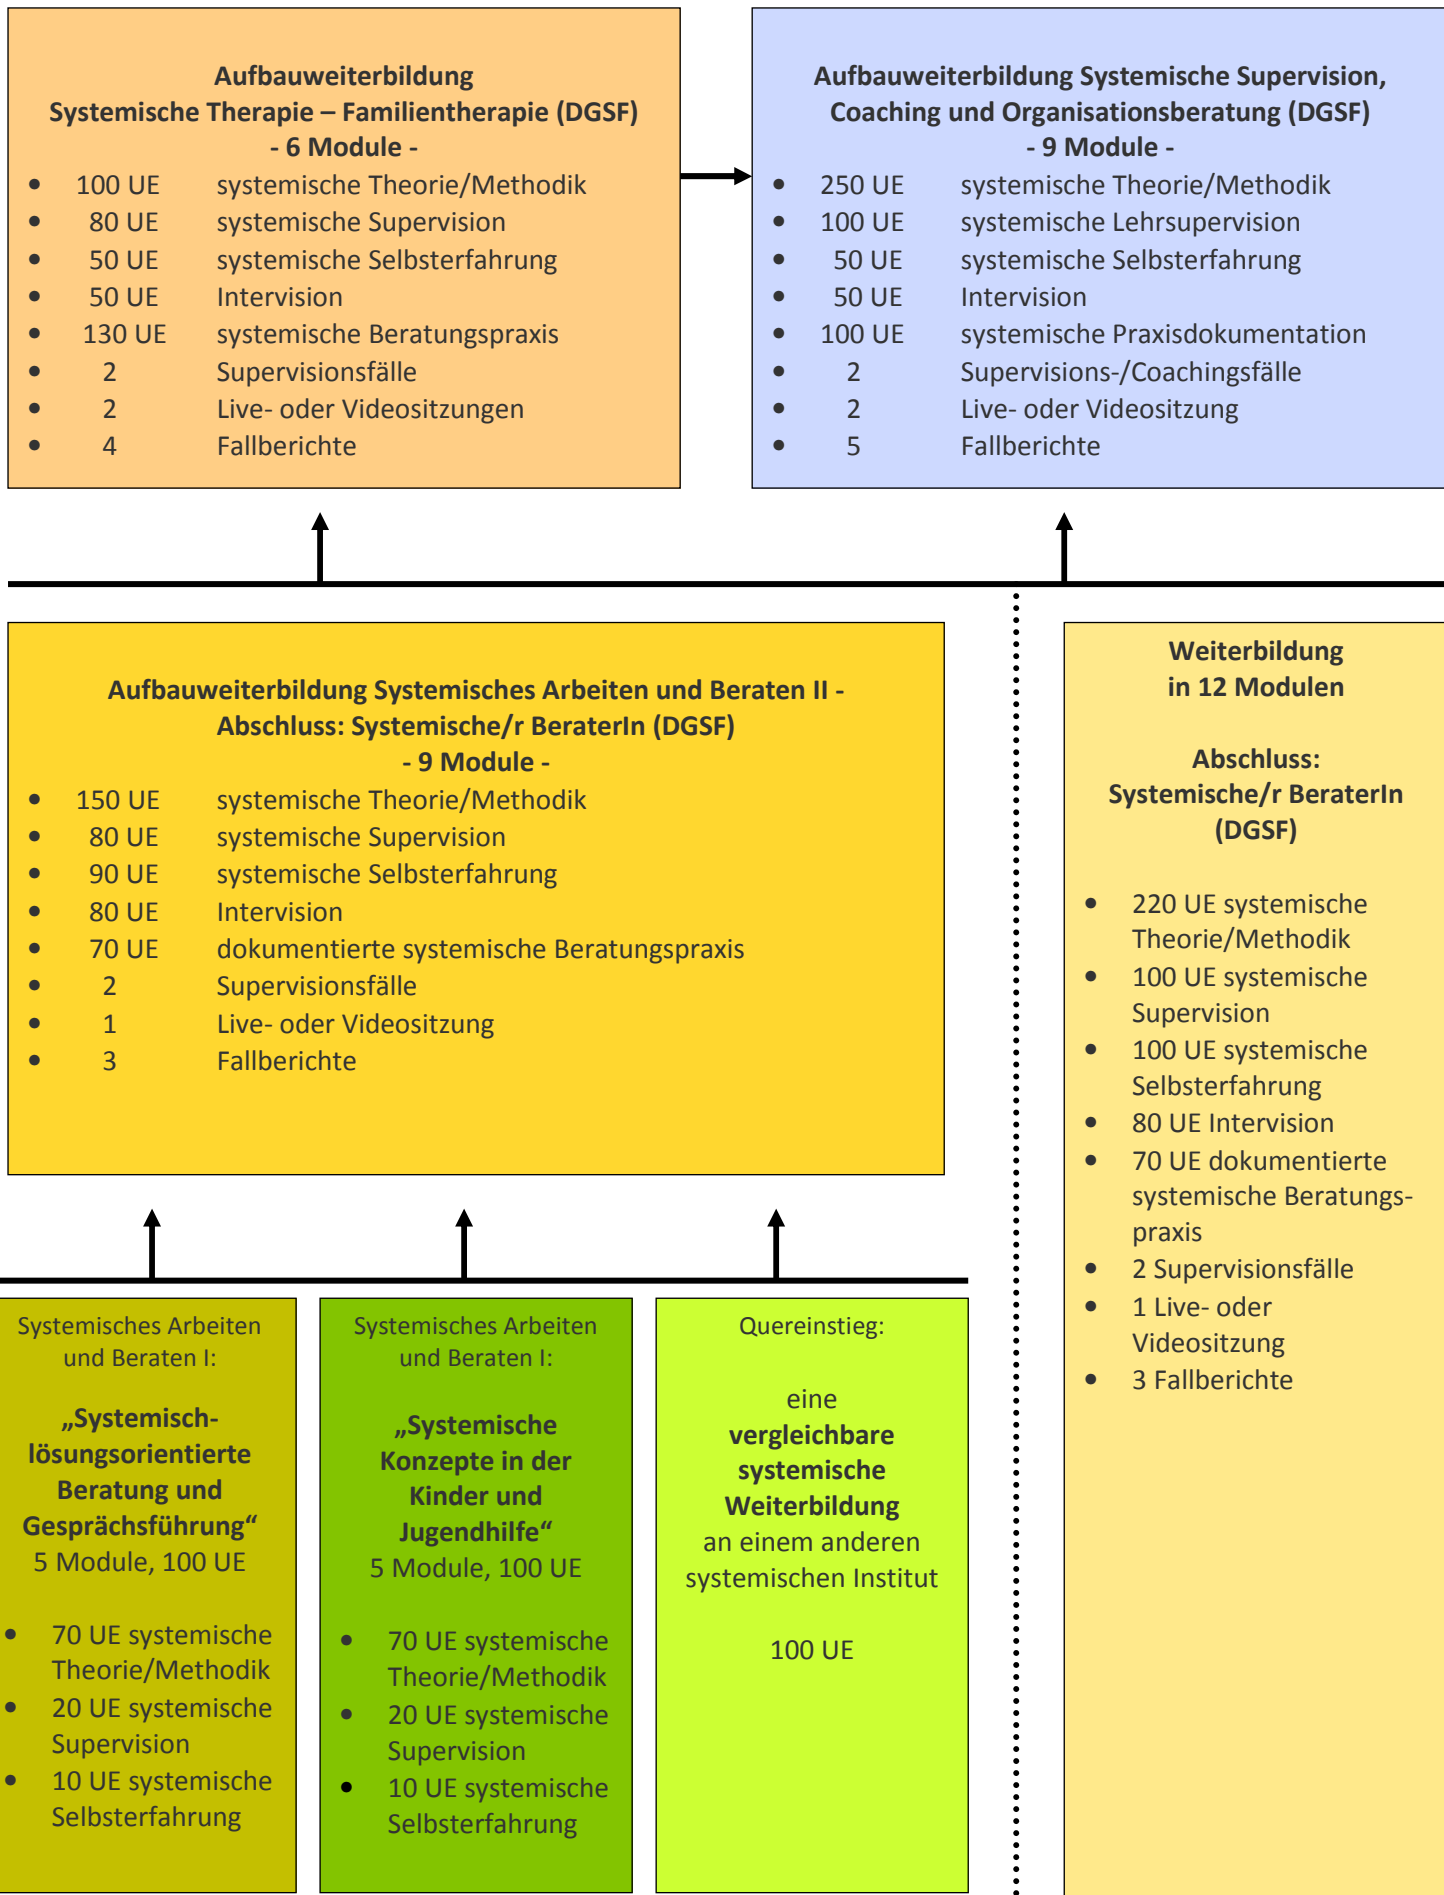 Aufbauweiterbildung
Systemische Therapie – Familientherapie (DGSF)
- 6 Module -
• 100 UE systemische Theorie/Methodik
• 80 UE systemische Supervision
• 50 UE systemische Selbsterfahrung
• 50 UE Intervision
• 130 UE systemische Beratungspraxis
• 2 Supervisionsfälle
• 2 Live- oder Videositzungen
• 4 Fallberichte
Aufbauweiterbildung Systemische Supervision,
Coaching und Organisationsberatung (DGSF)
- 9 Module -
• 250 UE systemische Theorie/Methodik
• 100 UE systemische Lehrsupervision
• 50 UE systemische Selbsterfahrung
• 50 UE Intervision
• 100 UE systemische Praxisdokumentation
• 2 Supervisions-/Coachingsfälle
• 2 Live- oder Videositzung
• 5 Fallberichte
Aufbauweiterbildung Systemisches Arbeiten und Beraten II -
Abschluss: Systemische/r BeraterIn (DGSF)
- 9 Module -
• 150 UE systemische Theorie/Methodik
• 80 UE systemische Supervision
• 90 UE systemische Selbsterfahrung
• 80 UE Intervision
• 70 UE dokumentierte systemische Beratungspraxis
• 2 Supervisionsfälle
• 1 Live- oder Videositzung
• 3 Fallberichte
Weiterbildung
in 12 Modulen
Abschluss:
Systemische/r BeraterIn
(DGSF)
• 220 UE systemische
Theorie/Methodik
• 100 UE systemische
Supervision
• 100 UE systemische
Selbsterfahrung
• 80 UE Intervision
• 70 UE dokumentierte
systemische Beratungs-
praxis
• 2 Supervisionsfälle
• 1 Live- oder
Videositzung
• 3 Fallberichte
Systemisches Arbeiten
und Beraten I:
„Systemisch-
lösungsorientierte
Beratung und
Gesprächsführung“
5 Module, 100 UE
• 70 UE systemische
Theorie/Methodik
• 20 UE systemische
Supervision
• 10 UE systemische
Selbsterfahrung
Systemisches Arbeiten
und Beraten I:
„Systemische
Konzepte in der
Kinder und
Jugendhilfe“
5 Module, 100 UE
• 70 UE systemische
Theorie/Methodik
• 20 UE systemische
Supervision
• 10 UE systemische
Selbsterfahrung
Quereinstieg:
eine
vergleichbare
systemische
Weiterbildung
an einem anderen
systemischen Institut
100 UE